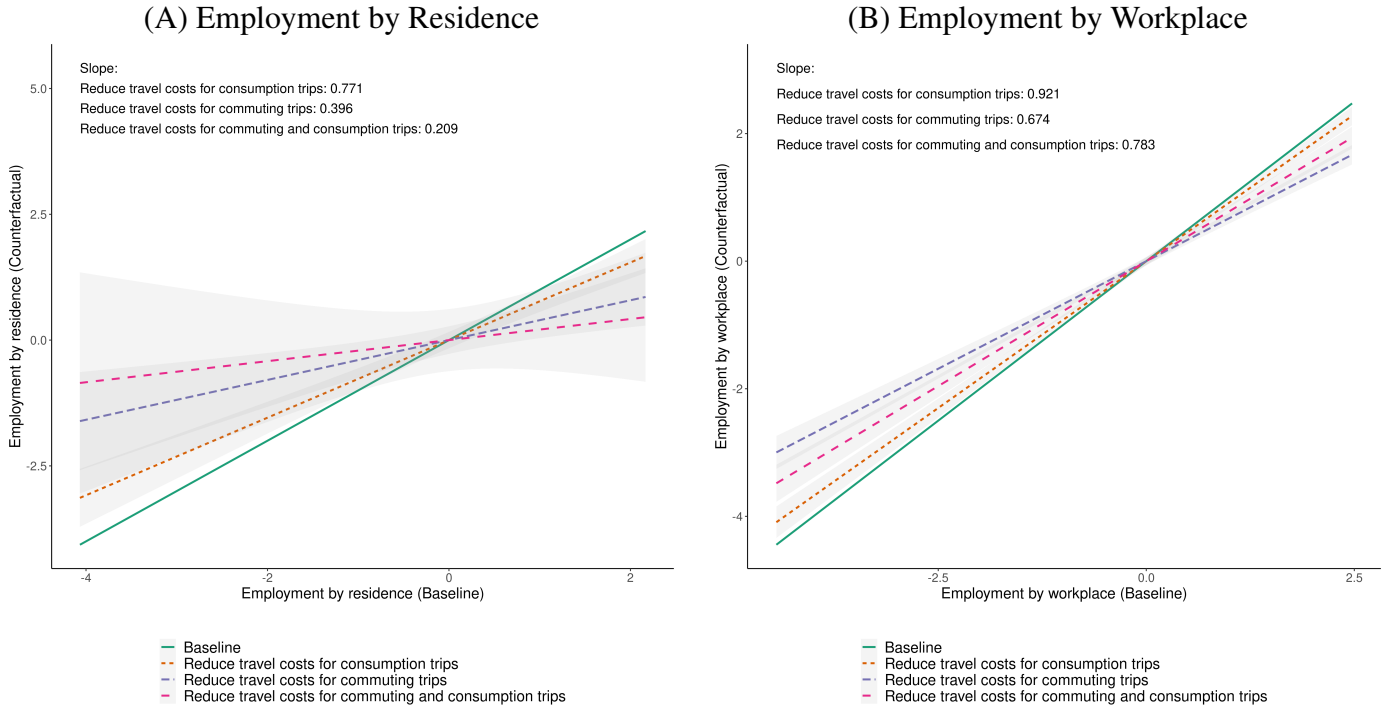 (A) Employment by Residence
Slope:
Reduce travel costs for consumption trips: 0.771
Reduce travel costs for commuting trips: 0.396
Reduce travel costs for commuting and consumption trips: 0.209
Employment by residence (Counterfactual)
5.0
2.5
0.0
-2.5
-4
-2
0
2
Employment by residence (Baseline)
Baseline
Reduce travel costs for consumption trips
Reduce travel costs for commuting trips
Reduce travel costs for commuting and consumption trips
(B) Employment by Workplace
Slope:
Reduce travel costs for consumption trips: 0.921
Reduce travel costs for commuting trips: 0.674
Reduce travel costs for commuting and consumption trips: 0.783
Employment by workplace (Counterfactual)
2
0
-2
-4
-2.5
0.0
2.5
Employment by workplace (Baseline)
Baseline
Reduce travel costs for consumption trips
Reduce travel costs for commuting trips
Reduce travel costs for commuting and consumption trips